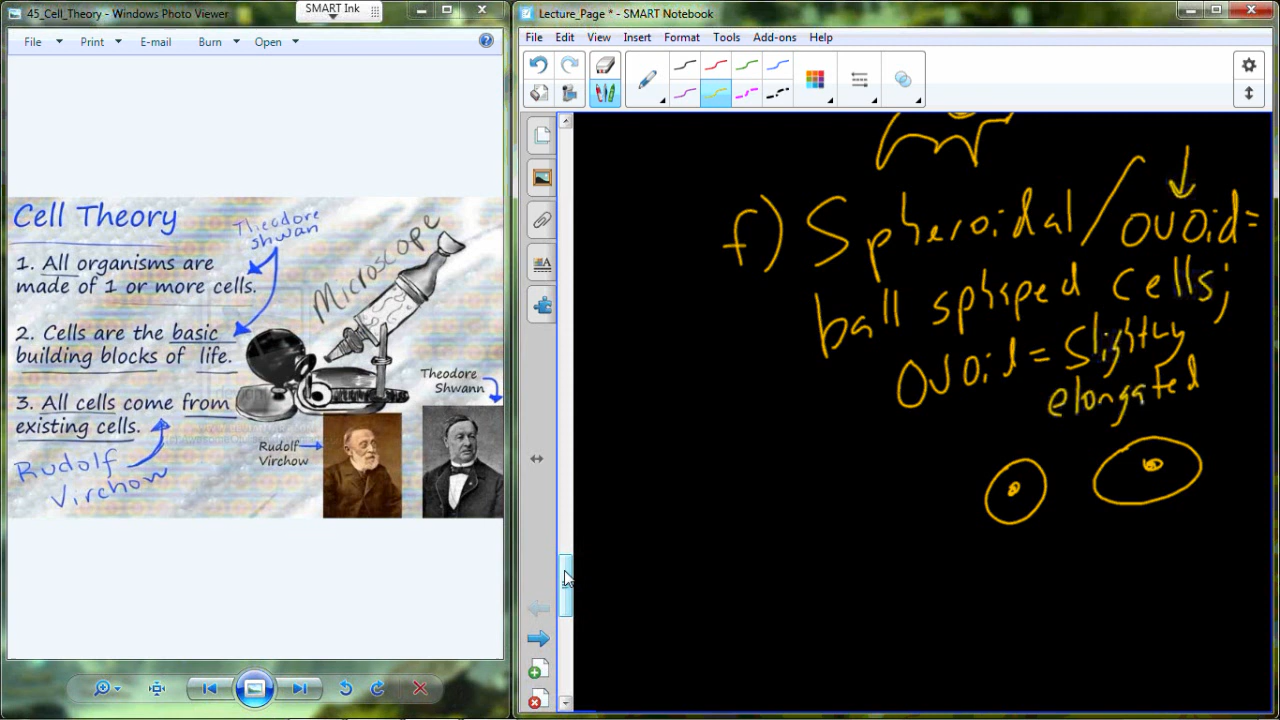 45_Cell_Theory - Windows Photo Viewer
SMART Ink
File Print E-mail Burn Open
Cell Theory
Theodore
Shwan
1. All organisms are
made of 1 or more cells.
Microscope
2. Cells are the basic
building blocks of life.
Theodore
Shwann
3. All cells come from
existing cells.
Rudolf
Virchow
Rudolf
Virchow
Lecture_Page * - SMART Notebook
File Edit View Insert Format Tools Add-ons Help
f) Spheroidal / ovoid =
ball sphsped cells;
ovoid = slightly
elongated